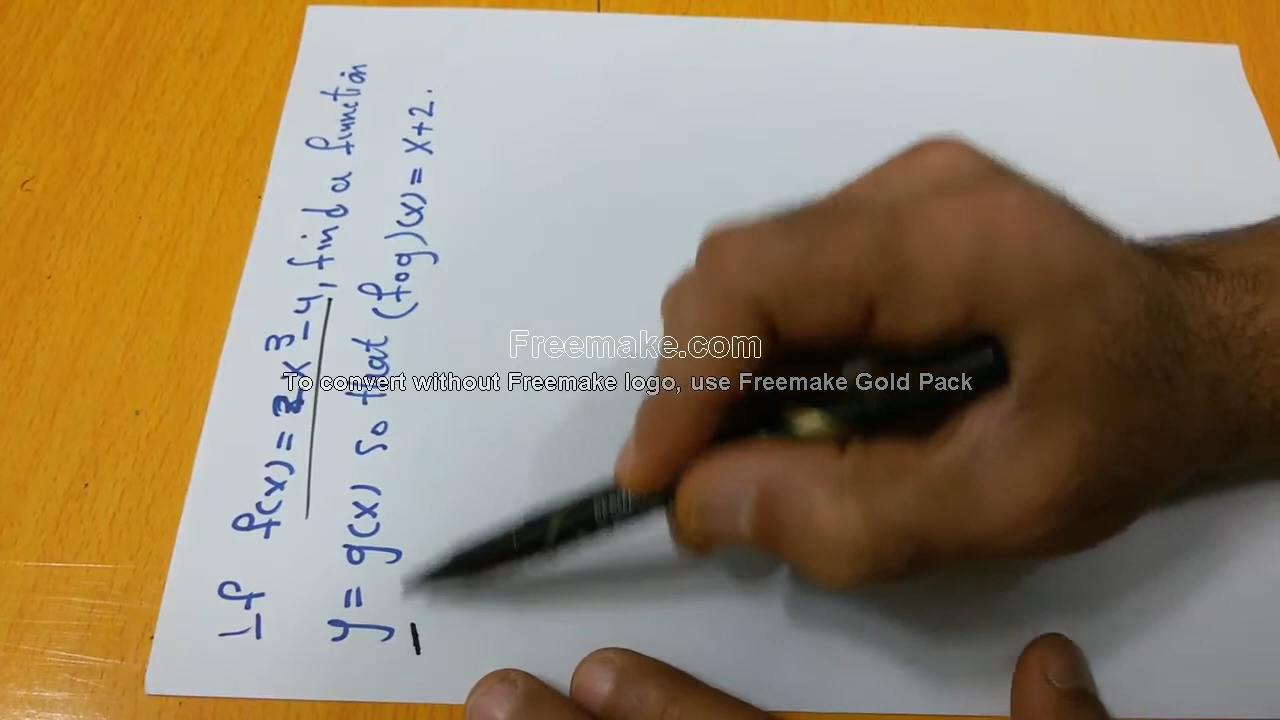 If f(x) = 2x³-4, find a function
y = g(x) so that (fog)(x) = x+2.
Freemake.com
To convert without Freemake logo, use Freemake Gold Pack